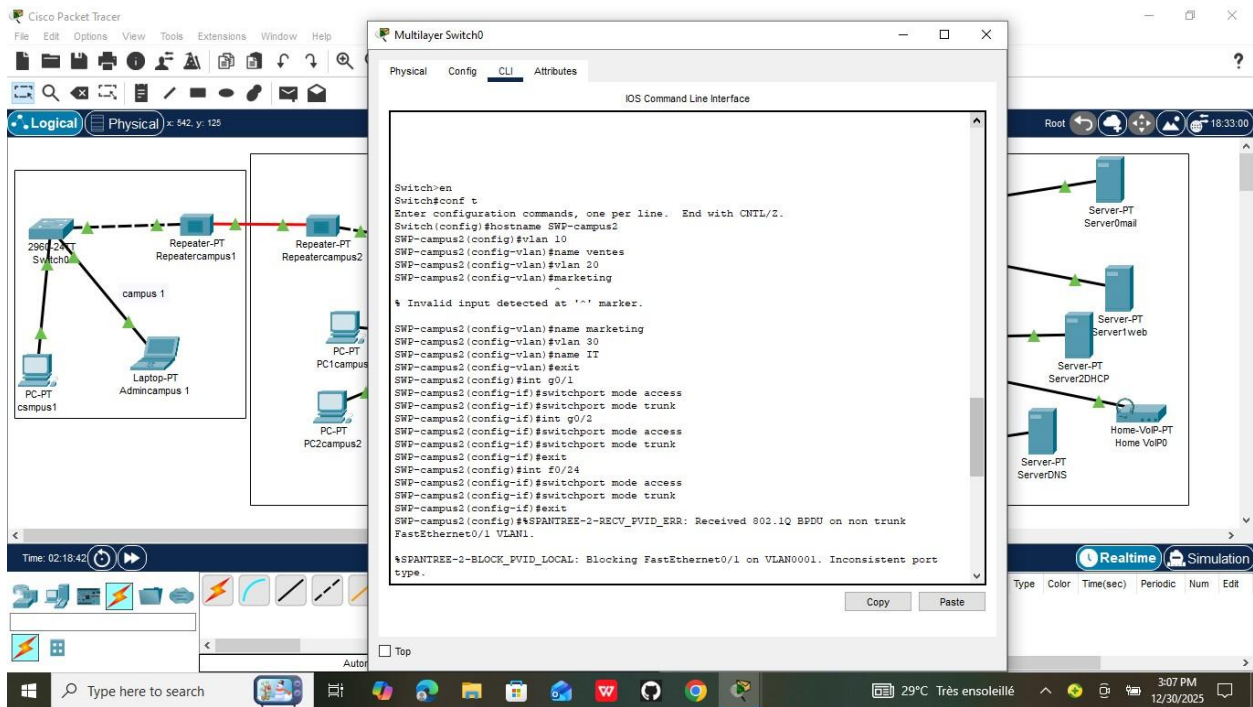 Cisco Packet Tracer
File Edit Options View Tools Extensions Window Help
?
Logical Physical x: 542, y: 125
Root 18:33:00
2960-24TT
Switch0
Repeater-PT
Repeatercampus1
Repeater-PT
Repeatercampus2
campus 1
PC-PT
csmpus1
Laptop-PT
Admincampus 1
PC-PT
PC1campus
PC-PT
PC2campus2
Multilayer Switch0
Physical Config CLI Attributes
IOS Command Line Interface
Switch>en
Switch#conf t
Enter configuration commands, one per line. End with CNTL/Z.
Switch(config)#hostname SWP-campus2
SWP-campus2(config)#vlan 10
SWP-campus2(config-vlan)#name ventes
SWP-campus2(config-vlan)#vlan 20
SWP-campus2(config-vlan)#marketing
^
% Invalid input detected at '^' marker.
SWP-campus2(config-vlan)#name marketing
SWP-campus2(config-vlan)#vlan 30
SWP-campus2(config-vlan)#name IT
SWP-campus2(config-vlan)#exit
SWP-campus2(config)#int g0/1
SWP-campus2(config-if)#switchport mode access
SWP-campus2(config-if)#switchport mode trunk
SWP-campus2(config-if)#int g0/2
SWP-campus2(config-if)#switchport mode access
SWP-campus2(config-if)#switchport mode trunk
SWP-campus2(config-if)#exit
SWP-campus2(config)#int f0/24
SWP-campus2(config-if)#switchport mode access
SWP-campus2(config-if)#switchport mode trunk
SWP-campus2(config-if)#exit
SWP-campus2(config)#%SPANTREE-2-RECV_PVID_ERR: Received 802.1Q BPDU on non trunk
FastEthernet0/1 VLAN1.
%SPANTREE-2-BLOCK_PVID_LOCAL: Blocking FastEthernet0/1 on VLAN0001. Inconsistent port
type.
Copy Paste
Top
Server-PT
Server0mail
Server-PT
Server1web
Server-PT
Server2DHCP
Home-VoIP-PT
Home VoIP0
Server-PT
ServerDNS
Time: 02:18:42
Realtime Simulation
Type Color Time(sec) Periodic Num Edit
Autor
Type here to search
29°C Très ensoleillé
3:07 PM
12/30/2025